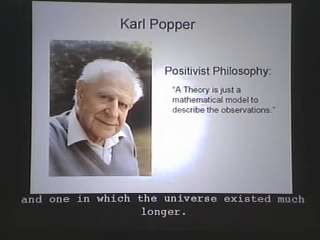 Karl Popper
Positivist Philosophy:
"A Theory is just a
mathematical model to
describe the observations."
and one in which the universe existed much
longer.